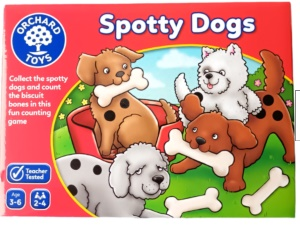 Spotty Dogs
ORCHARD
TOYS
Collect the spotty
dogs and count the
biscuit
bones in this
fun counting
game
Teacher
Tested
Age
3-6
2-4